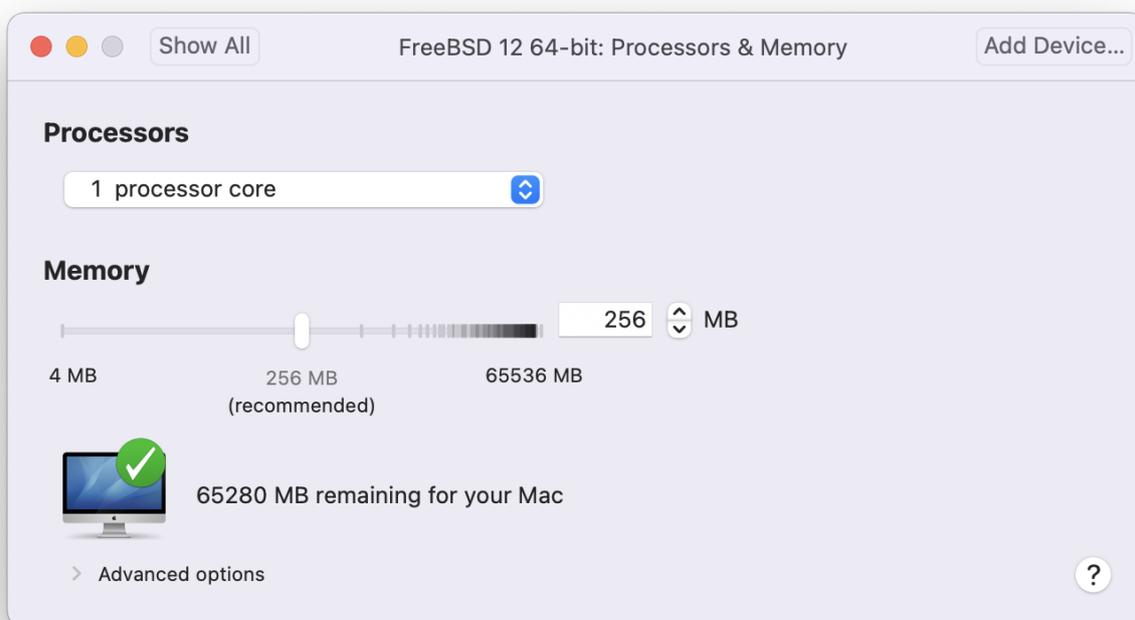 Show All FreeBSD 12 64-bit: Processors & Memory Add Device...
Processors
1 processor core
Memory
256 MB
4 MB 256 MB 65536 MB
(recommended)
65280 MB remaining for your Mac
Advanced options ?